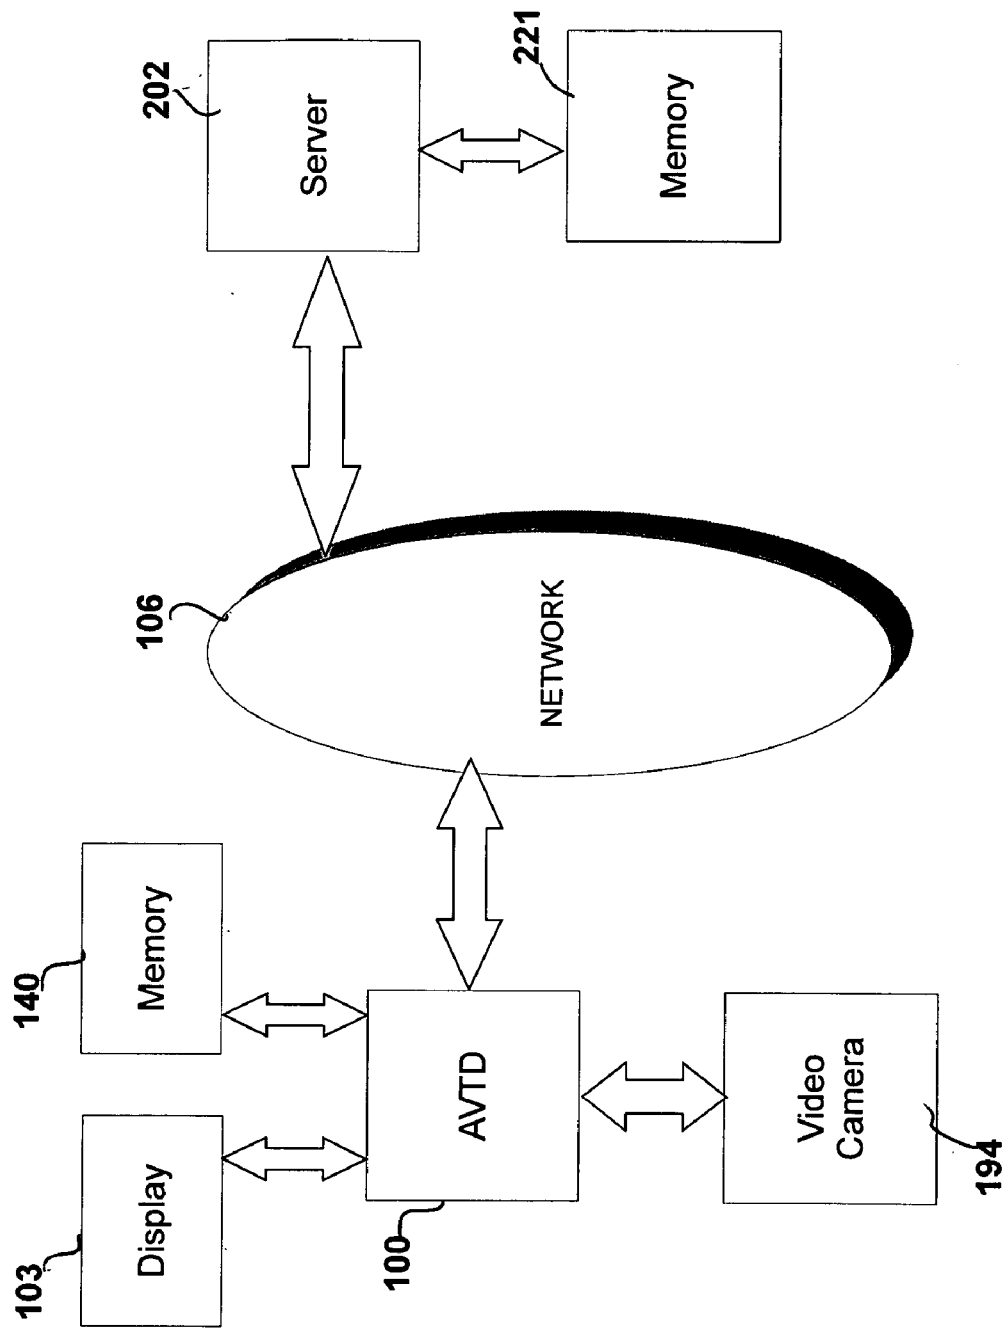 103
Display
140
Memory
100
AVTD
Video
Camera
194
106
NETWORK
202
Server
221
Memory